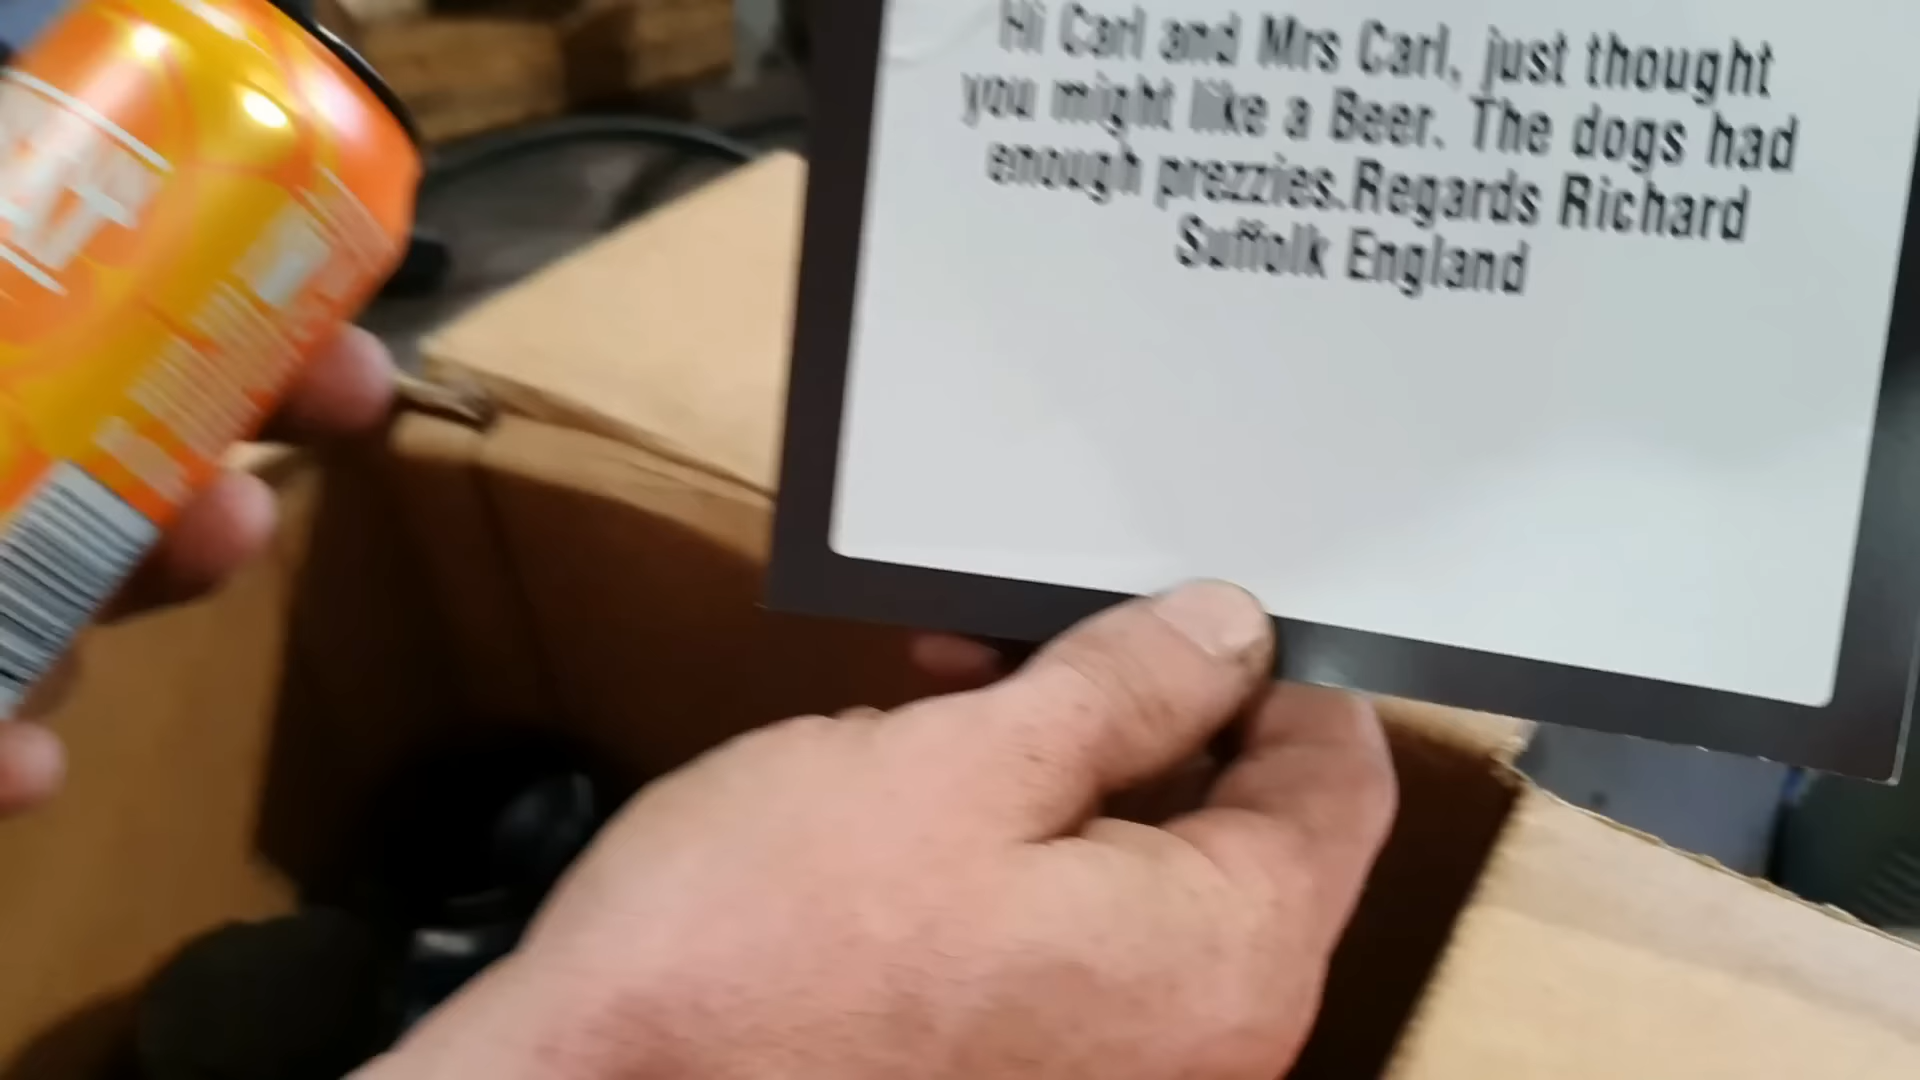 Hi Carl and Mrs Carl, just thought
you might like a Beer. The dogs had
enough prezzies.Regards Richard
Suffolk England